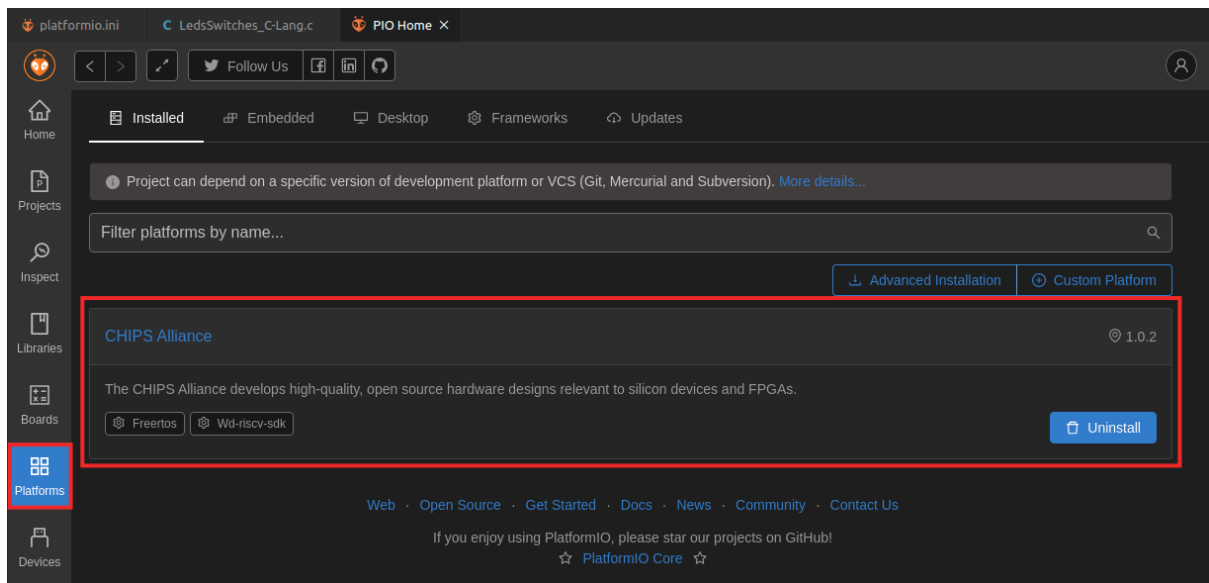 platformio.ini
C LedsSwitches_C-Lang.c
PIO Home
Follow Us
Home
Projects
Inspect
Libraries
Boards
Platforms
Devices
Installed
Embedded
Desktop
Frameworks
Updates
Project can depend on a specific version of development platform or VCS (Git, Mercurial and Subversion). More details...
Filter platforms by name...
Advanced Installation
Custom Platform
CHIPS Alliance
1.0.2
The CHIPS Alliance develops high-quality, open source hardware designs relevant to silicon devices and FPGAs.
Freertos
Wd-riscv-sdk
Uninstall
Web · Open Source · Get Started · Docs · News · Community · Contact Us
If you enjoy using PlatformIO, please star our projects on GitHub!
☆ PlatformIO Core ☆